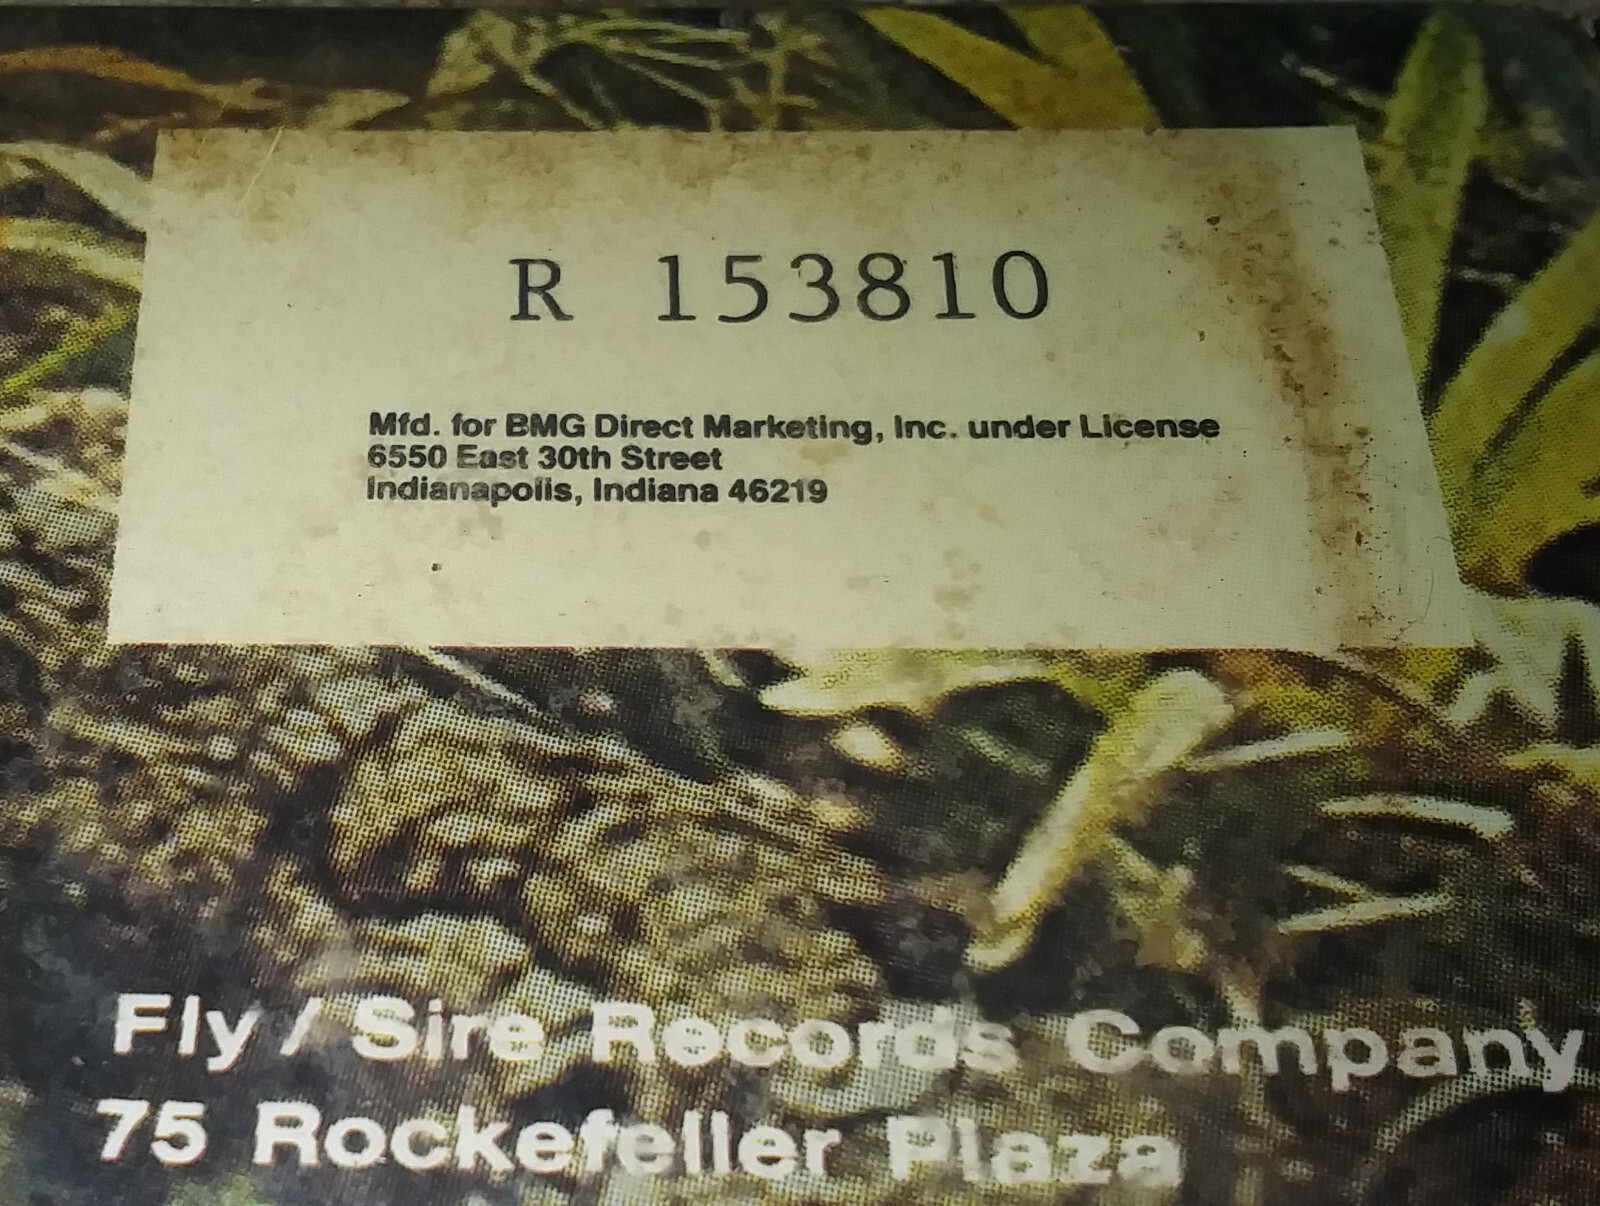 R 153810
Mfd. for BMG Direct Marketing, Inc. under License
6550 East 30th Street
Indianapolis, Indiana 46219
Fly / Sire Records Company
75 Rockefeller Plaza